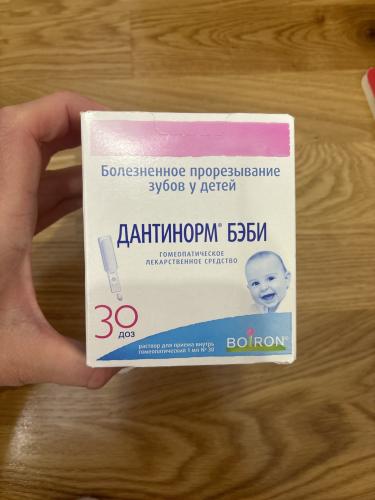 Болезненное прорезывание
зубов у детей
ДАНТИНОРМ® БЭБИ
ГОМЕОПАТИЧЕСКОЕ
ЛЕКАРСТВЕННОЕ СРЕДСТВО
30 ДОЗ
раствор для приема внутрь
гомеопатический 1 мл № 30
BOIRON